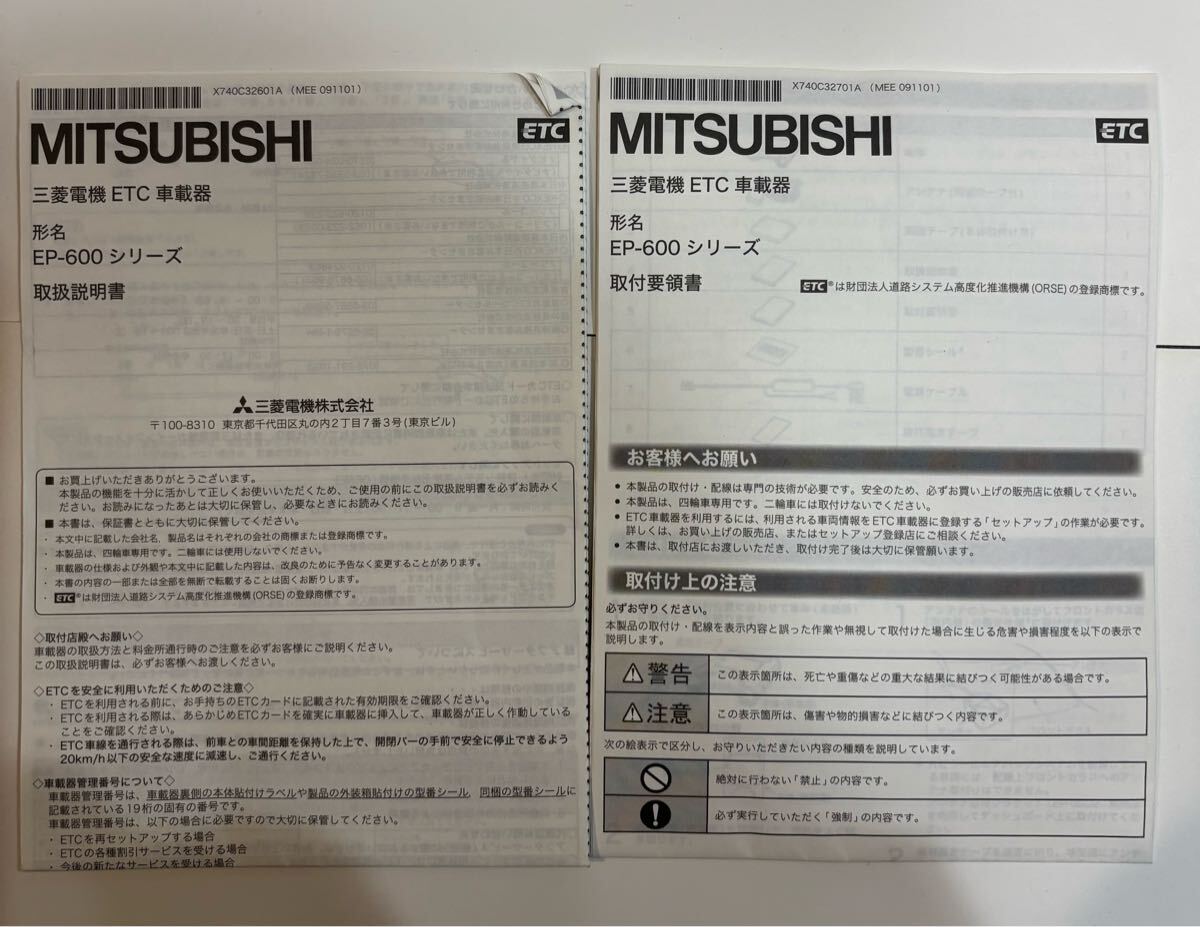 X740C32601A (MEE 091101)
MITSUBISHI
ETC
三菱電機 ETC 車載器
形名
EP-600 シリーズ
取扱説明書
三菱電機株式会社
〒100-8310 東京都千代田区丸の内2丁目7番3号(東京ビル)
■ お買上げいただきありがとうございます。
本製品の機能を十分に活かして正しくお使いいただくため、ご使用の前にこの取扱説明書を必ずお読みく
ださい。お読みになったあとは大切に保管し、必要なときにお読みください。
■ 本書は、保証書とともに大切に保管してください。
・ 本文中に記載した会社名、製品名はそれぞれの会社の商標または登録商標です。
・ 本製品は、四輪車専用です。二輪車には使用しないでください。
・ 車載器の仕様および外観や本文中に記載した内容は、改良のために予告なく変更することがあります。
・ 本書の内容の一部または全部を無断で転載することは固くお断りします。
・ ETC®は財団法人道路システム高度化推進機構(ORSE)の登録商標です。
◇取付店殿へお願い◇
車載器の取扱方法と料金所通行時のご注意を必ずお客様にご説明ください。
この取扱説明書は、必ずお客様へお渡しください。
◇ETCを安全に利用いただくためのご注意◇
・ ETCを利用される前に、お手持ちのETCカードに記載された有効期限をご確認ください。
・ ETCを利用される際は、あらかじめETCカードを確実に車載器に挿入して、車載器が正しく作動している
ことをご確認ください。
・ ETC車線を通行される際は、前車との車間距離を保持した上で、開閉バーの手前で安全に停止できるよう
20km/h以下の安全な速度に減速し、ご通行ください。
◇車載器管理番号について◇
車載器管理番号は、車載器裏側の本体貼付けラベルや製品の外装箱貼付けの型番シール、同梱の型番シールに
記載されている19桁の固有の番号です。
車載器管理番号は、以下の場合に必要ですので大切に保管してください。
・ ETCを再セットアップする場合
・ ETCの各種割引サービスを受ける場合
・ 今後の新たなサービスを受ける場合
X740C32701A (MEE 091101)
MITSUBISHI
ETC
三菱電機 ETC 車載器
形名
EP-600 シリーズ
取付要領書
ETC®は財団法人道路システム高度化推進機構(ORSE)の登録商標です。
お客様へお願い
● 本製品の取付け・配線は専門の技術が必要です。安全のため、必ずお買い上げの販売店に依頼してください。
● 本製品は、四輪車専用です。二輪車には取付けないでください。
● ETC車載器を利用するには、利用される車両情報をETC車載器に登録する「セットアップ」の作業が必要です。
詳しくは、お買い上げの販売店、またはセットアップ登録店にご相談ください。
● 本書は、取付店にお渡しいただき、取付け完了後は大切に保管願います。
取付け上の注意
必ずお守りください。
本製品の取付け・配線を表示内容と誤った作業や無視して取付けた場合に生じる危害や損害程度を以下の表示で
説明します。
警告 この表示箇所は、死亡や重傷などの重大な結果に結びつく可能性がある場合です。
注意 この表示箇所は、傷害や物的損害などに結びつく内容です。
次の絵表示で区分し、お守りいただきたい内容の種類を説明しています。
絶対に行わない「禁止」の内容です。
必ず実行していただく「強制」の内容です。